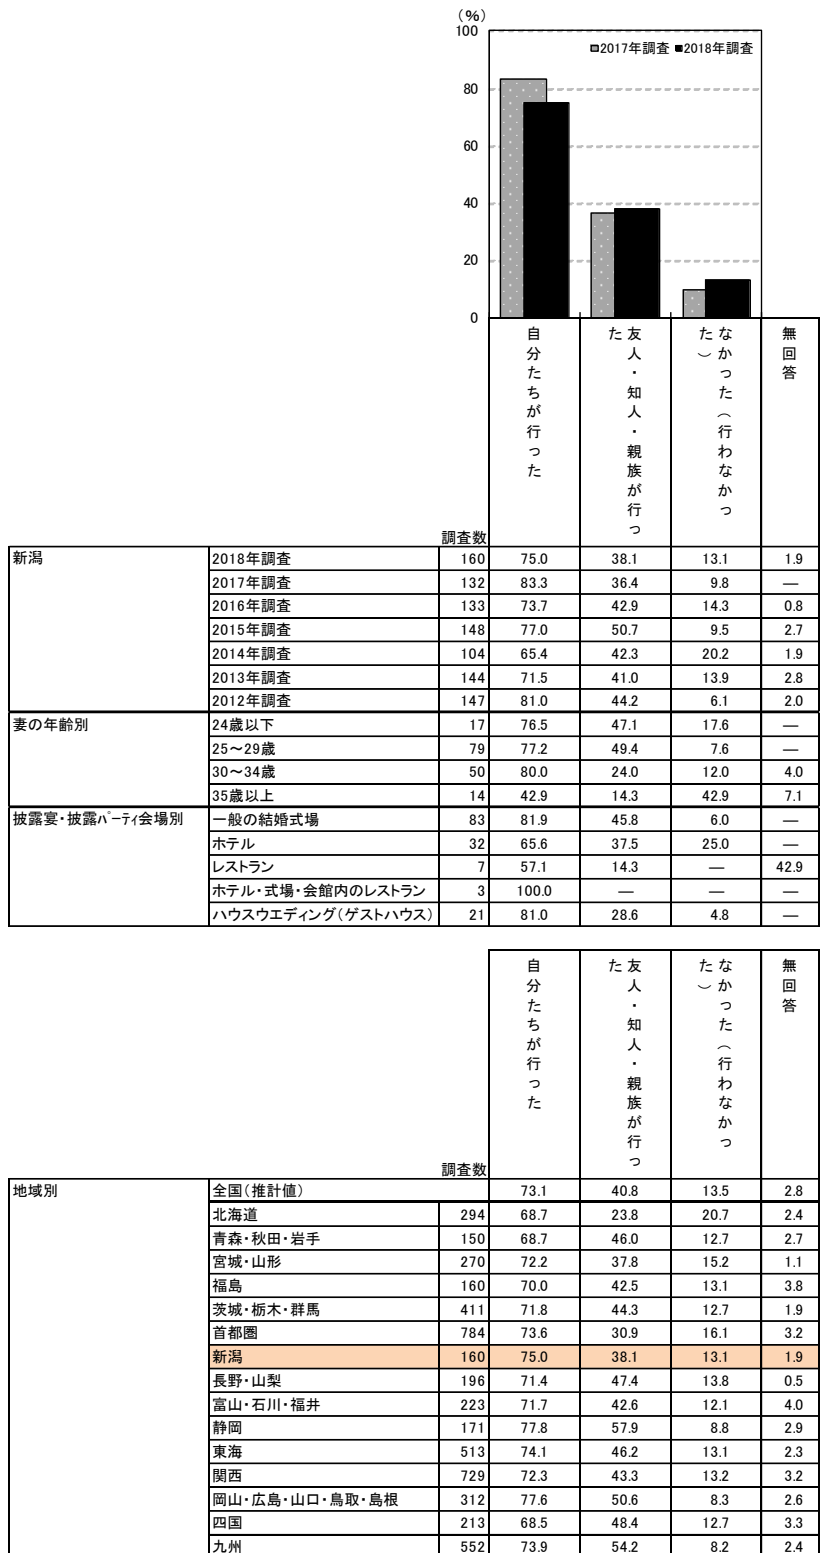 (%)
100
80
60
40
20
0
2017年調査 2018年調査
自分たちが行った
友人・知人・親族が行った
なかった（行わなかった）
無回答
調査数
新潟 2018年調査 160 75.0 38.1 13.1 1.9
2017年調査 132 83.3 36.4 9.8 ―
2016年調査 133 73.7 42.9 14.3 0.8
2015年調査 148 77.0 50.7 9.5 2.7
2014年調査 104 65.4 42.3 20.2 1.9
2013年調査 144 71.5 41.0 13.9 2.8
2012年調査 147 81.0 44.2 6.1 2.0
妻の年齢別 24歳以下 17 76.5 47.1 17.6 ―
25～29歳 79 77.2 49.4 7.6 ―
30～34歳 50 80.0 24.0 12.0 4.0
35歳以上 14 42.9 14.3 42.9 7.1
披露宴・披露ﾊﾟｰﾃｨ会場別 一般の結婚式場 83 81.9 45.8 6.0 ―
ホテル 32 65.6 37.5 25.0 ―
レストラン 7 57.1 14.3 ― 42.9
ホテル・式場・会館内のレストラン 3 100.0 ― ― ―
ハウスウエディング（ゲストハウス） 21 81.0 28.6 4.8 ―
自分たちが行った
友人・知人・親族が行った
なかった（行わなかった）
無回答
調査数
地域別 全国（推計値） 73.1 40.8 13.5 2.8
北海道 294 68.7 23.8 20.7 2.4
青森・秋田・岩手 150 68.7 46.0 12.7 2.7
宮城・山形 270 72.2 37.8 15.2 1.1
福島 160 70.0 42.5 13.1 3.8
茨城・栃木・群馬 411 71.8 44.3 12.7 1.9
首都圏 784 73.6 30.9 16.1 3.2
新潟 160 75.0 38.1 13.1 1.9
長野・山梨 196 71.4 47.4 13.8 0.5
富山・石川・福井 223 71.7 42.6 12.1 4.0
静岡 171 77.8 57.9 8.8 2.9
東海 513 74.1 46.2 13.1 2.3
関西 729 72.3 43.3 13.2 3.2
岡山・広島・山口・鳥取・島根 312 77.6 50.6 8.3 2.6
四国 213 68.5 48.4 12.7 3.3
九州 552 73.9 54.2 8.2 2.4